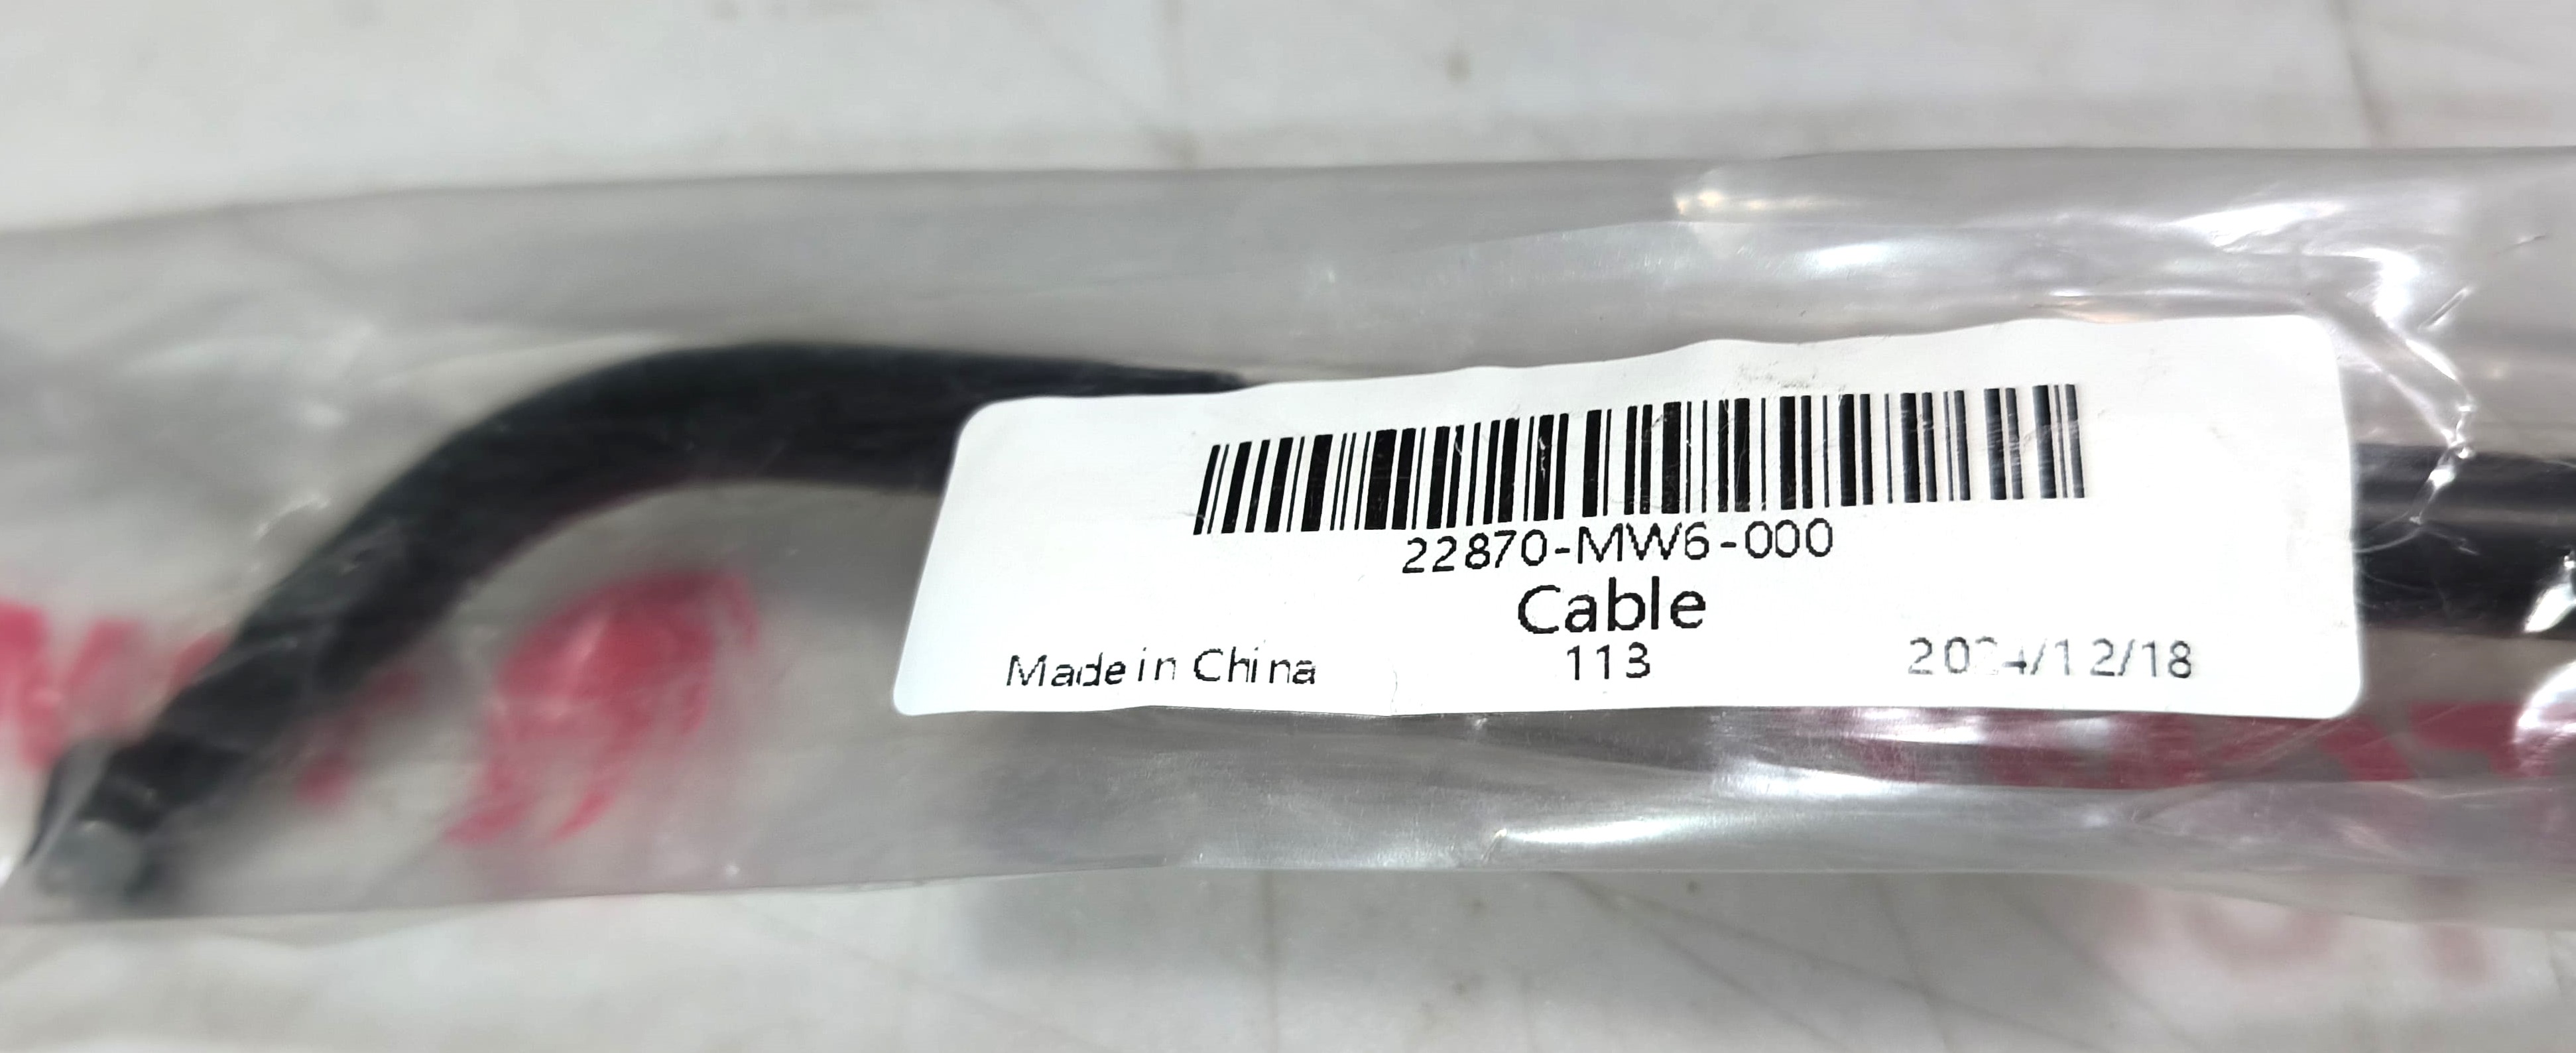 22870-MW6-000
Cable
Made in China 113 2024/12/18